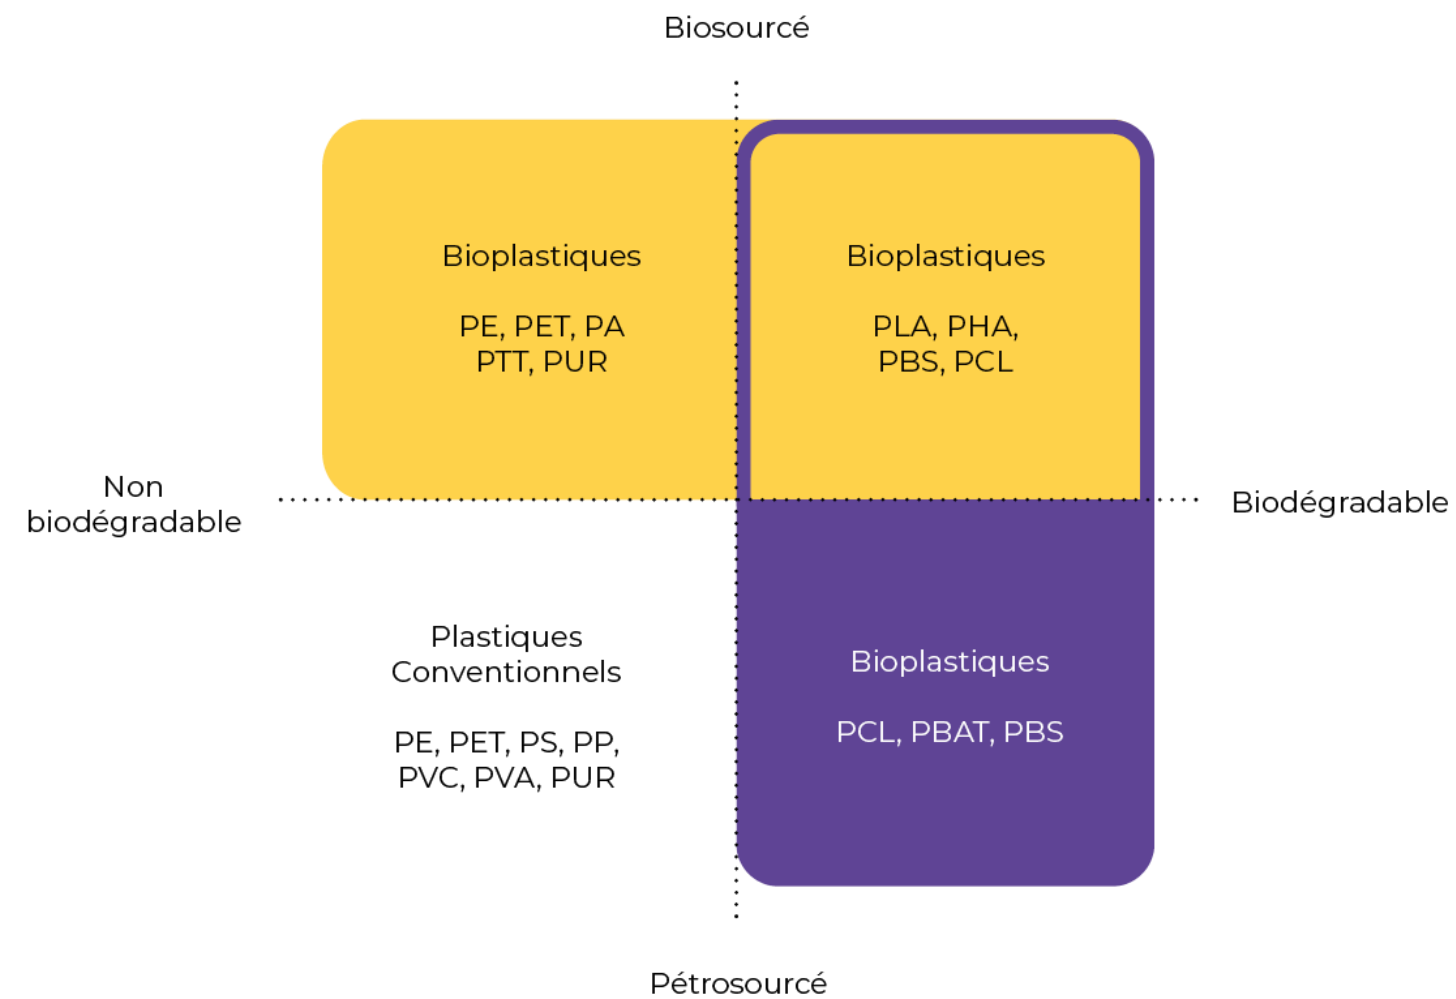 Biosourcé
Bioplastiques
PE, PET, PA
PTT, PUR
Bioplastiques
PLA, PHA,
PBS, PCL
Non
biodégradable
Biodégradable
Plastiques
Conventionnels
PE, PET, PS, PP,
PVC, PVA, PUR
Bioplastiques
PCL, PBAT, PBS
Pétrosourcé